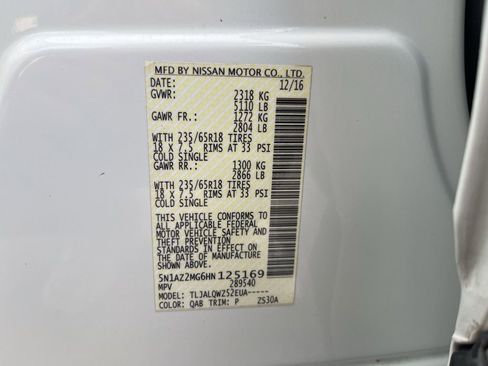 MFD BY NISSAN MOTOR CO., LTD.
DATE: 12/16
GVWR: 2318 KG
5110 LB
GAWR FR.: 1272 KG
2804 LB
WITH 235/65R18 TIRES
18 X 7.5 RIMS AT 33 PSI
COLD SINGLE
GAWR RR.: 1300 KG
2866 LB
WITH 235/65R18 TIRES
18 X 7.5 RIMS AT 33 PSI
COLD SINGLE
THIS VEHICLE CONFORMS TO
ALL APPLICABLE FEDERAL
MOTOR VEHICLE SAFETY AND
THEFT PREVENTION
STANDARDS IN EFFECT ON
THE DATE OF MANUFACTURE
SHOWN ABOVE.
5N1AZ2MG6HN125169
MPV 289540
MODEL: TLJALQWZ52EUA-----
COLOR: QAB TRIM: P ZS30A